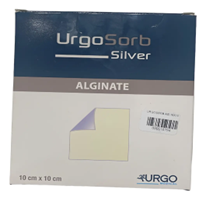 UrgoSorb
Silver
ALGINATE
10 cm x 10 cm
URGO